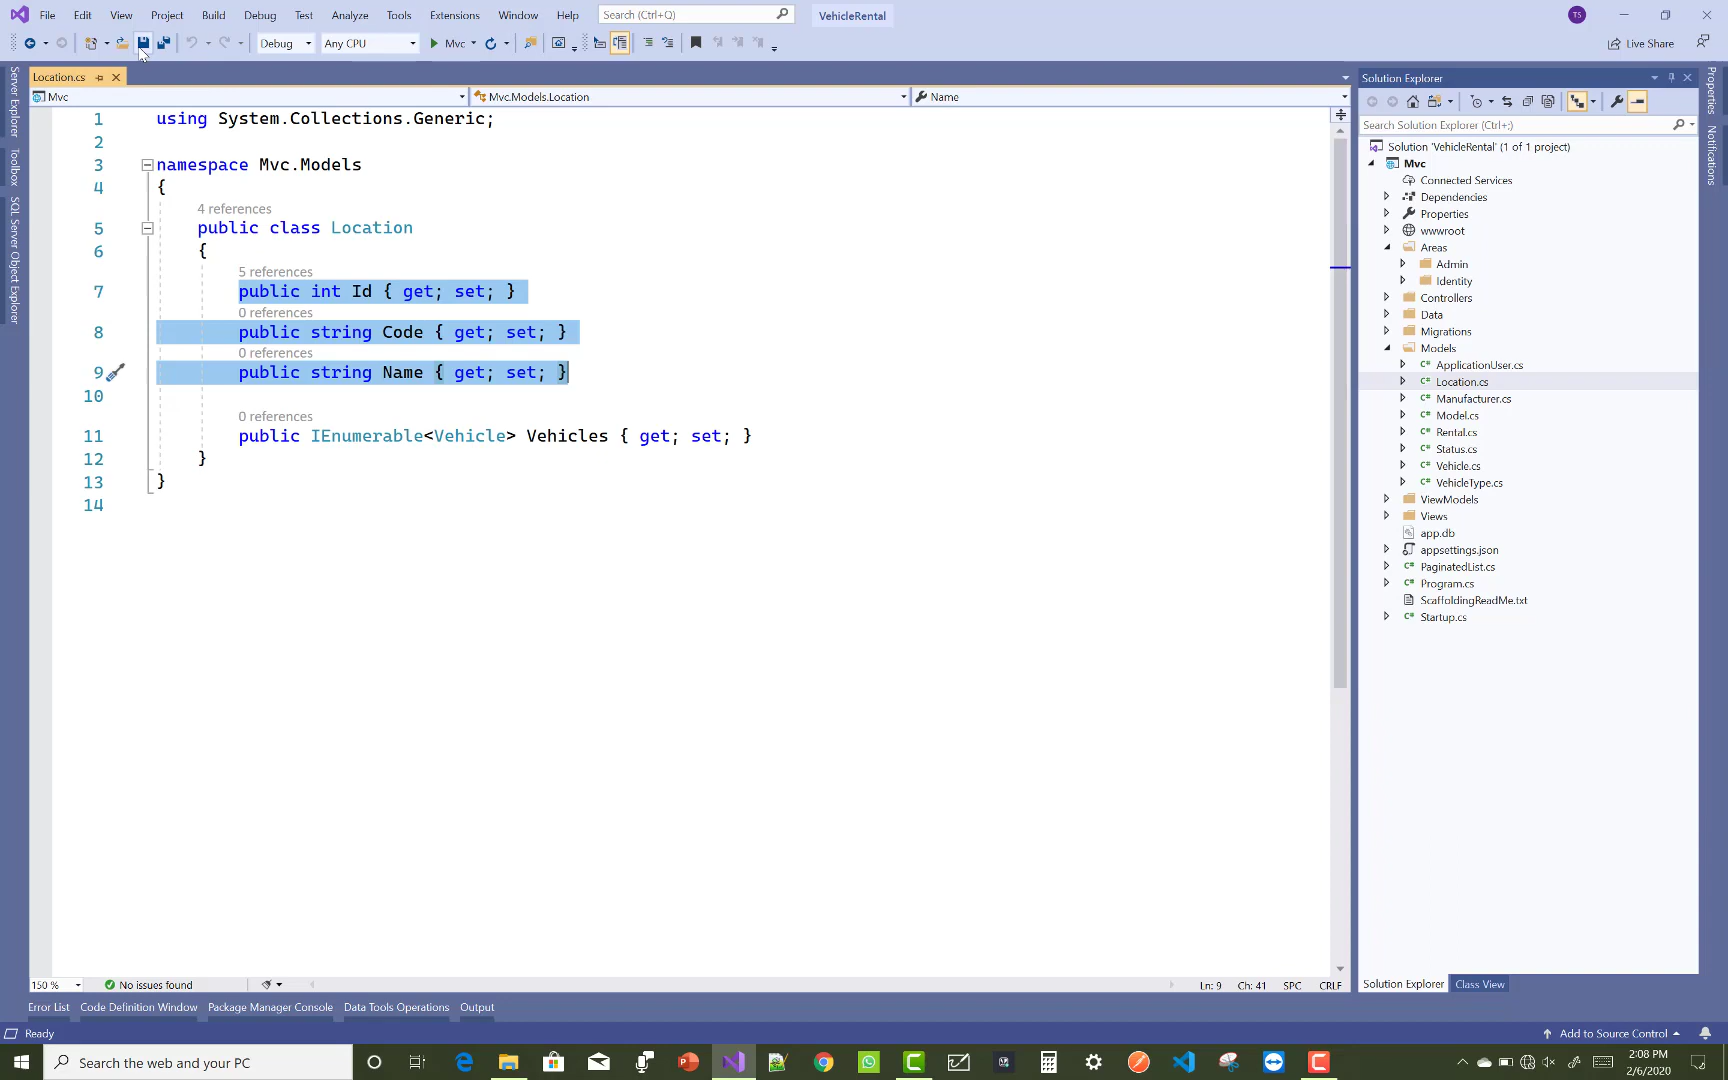 File Edit View Project Build Debug Test Analyze Tools Extensions Window Help Search (Ctrl+Q) VehicleRental TS
Debug Any CPU Mvc Live Share
Server Explorer
Toolbox
SQL Server Object Explorer
Location.cs
Mvc Mvc.Models.Location Name
1 using System.Collections.Generic;
2
3 namespace Mvc.Models
4 {
4 references
5 public class Location
6 {
5 references
7 public int Id { get; set; }
0 references
8 public string Code { get; set; }
0 references
9 public string Name { get; set; }
10
0 references
11 public IEnumerable<Vehicle> Vehicles { get; set; }
12 }
13 }
14
150 % No issues found Ln: 9 Ch: 41 SPC CRLF
Solution Explorer
Search Solution Explorer (Ctrl+;)
Solution 'VehicleRental' (1 of 1 project)
Mvc
Connected Services
Dependencies
Properties
wwwroot
Areas
Admin
Identity
Controllers
Data
Migrations
Models
C# ApplicationUser.cs
C# Location.cs
C# Manufacturer.cs
C# Model.cs
C# Rental.cs
C# Status.cs
C# Vehicle.cs
C# VehicleType.cs
ViewModels
Views
app.db
appsettings.json
C# PaginatedList.cs
C# Program.cs
ScaffoldingReadMe.txt
C# Startup.cs
Solution Explorer Class View
Properties
Notifications
Error List Code Definition Window Package Manager Console Data Tools Operations Output
Ready Add to Source Control
Search the web and your PC
2:08 PM
2/6/2020